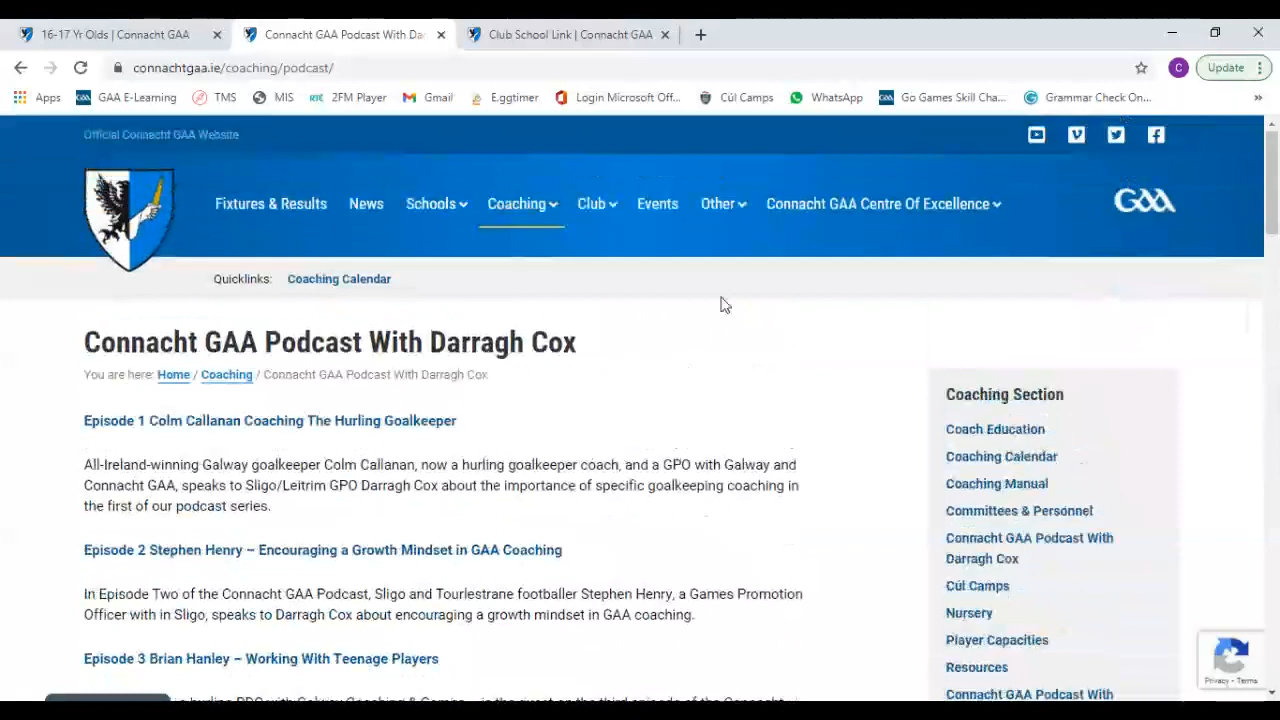 16-17 Yr Olds | Connacht GAA
Connacht GAA Podcast With Da
Club School Link | Connacht GAA
connachtgaa.ie/coaching/podcast/
C
Update
Apps
GAA E-Learning
TMS
MIS
2FM Player
Gmail
Eggtimer
Login Microsoft Off...
Cúl Camps
WhatsApp
Go Games Skill Cha...
Grammar Check On...
Official Connacht GAA Website
Fixtures & Results
News
Schools
Coaching
Club
Events
Other
Connacht GAA Centre Of Excellence
GAA
Quicklinks:
Coaching Calendar
Connacht GAA Podcast With Darragh Cox
You are here: Home / Coaching / Connacht GAA Podcast With Darragh Cox
Episode 1 Colm Callanan Coaching The Hurling Goalkeeper
All-Ireland-winning Galway goalkeeper Colm Callanan, now a hurling goalkeeper coach, and a GPO with Galway and
Connacht GAA, speaks to Sligo/Leitrim GPO Darragh Cox about the importance of specific goalkeeping coaching in
the first of our podcast series.
Episode 2 Stephen Henry – Encouraging a Growth Mindset in GAA Coaching
In Episode Two of the Connacht GAA Podcast, Sligo and Tourlestrane footballer Stephen Henry, a Games Promotion
Officer with in Sligo, speaks to Darragh Cox about encouraging a growth mindset in GAA coaching.
Episode 3 Brian Hanley – Working With Teenage Players
Coaching Section
Coach Education
Coaching Calendar
Coaching Manual
Committees & Personnel
Connacht GAA Podcast With
Darragh Cox
Cúl Camps
Nursery
Player Capacities
Resources
Connacht GAA Podcast With
Privacy - Terms